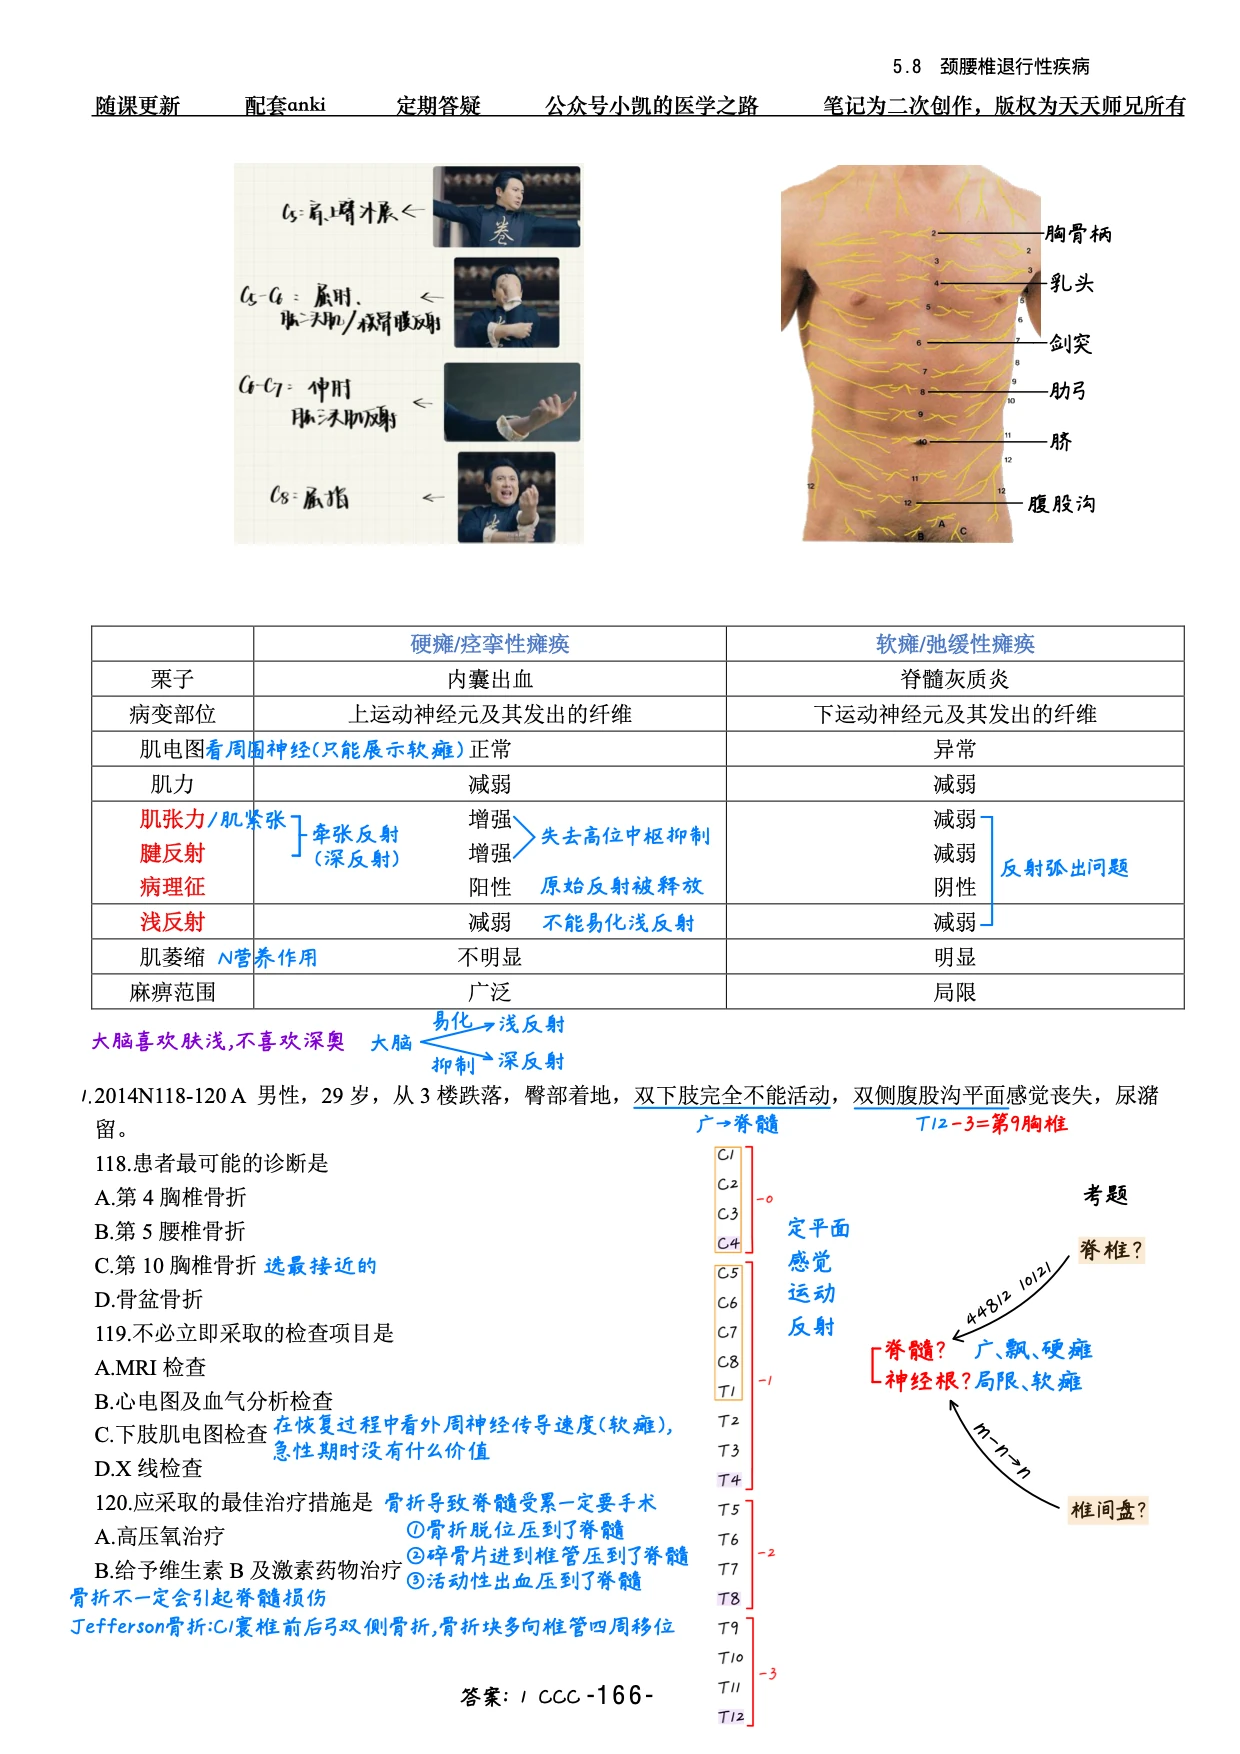 5.8 颈腰椎退行性疾病
随课更新 配套anki 定期答疑 公众号小凯的医学之路 笔记为二次创作，版权为天天师兄所有
C5:肩、上臂外展←
卷
C5-C6：屈肘、←
肱二头肌/桡骨膜反射
C6-C7：伸肘
肱三头肌反射←
C8:屈指 ←
胸骨柄
乳头
剑突
肋弓
脐
腹股沟
2
3
4
5
6
7
8
9
10
11
12
2
3
4
5
6
7
8
9
10
11
12
12
12
A
B
C
硬瘫/痉挛性瘫痪 软瘫/弛缓性瘫痪
栗子 内囊出血 脊髓灰质炎
病变部位 上运动神经元及其发出的纤维 下运动神经元及其发出的纤维
肌电图看周围神经(只能展示软瘫) 正常 异常
肌力 减弱 减弱
肌张力/肌紧张 增强 减弱
牵张反射 失去高位中枢抑制
腱反射 (深反射) 增强 减弱
反射弧出问题
病理征 阳性 原始反射被释放 阴性
浅反射 减弱 不能易化浅反射 减弱
肌萎缩 N营养作用 不明显 明显
麻痹范围 广泛 局限
大脑喜欢肤浅,不喜欢深奥 大脑 易化→浅反射
抑制→深反射
1.2014N118-120 A 男性，29 岁，从 3 楼跌落，臀部着地，双下肢完全不能活动，双侧腹股沟平面感觉丧失，尿潴
广→脊髓 T12-3=第9胸椎
留。
118.患者最可能的诊断是
A.第 4 胸椎骨折
B.第 5 腰椎骨折
C.第 10 胸椎骨折 选最接近的
D.骨盆骨折
119.不必立即采取的检查项目是
A.MRI 检查
B.心电图及血气分析检查
C.下肢肌电图检查 在恢复过程中看外周神经传导速度(软瘫),
急性期时没有什么价值
D.X 线检查
120.应采取的最佳治疗措施是 骨折导致脊髓受累一定要手术
A.高压氧治疗 ①骨折脱位压到了脊髓
②碎骨片进到椎管压到了脊髓
B.给予维生素 B 及激素药物治疗 ③活动性出血压到了脊髓
骨折不一定会引起脊髓损伤
Jefferson骨折:C1寰椎前后弓双侧骨折,骨折块多向椎管四周移位
C1
C2
C3
C4
-0
C5
C6
C7
C8
T1
T2
T3
T4
-1
T5
T6
T7
T8
-2
T9
T10
T11
T12
-3
定平面
感觉
运动
反射
考题
脊椎?
44812 10121
脊髓? 广、飘、硬瘫
神经根?局限、软瘫
m-n→n
椎间盘?
答案: 1 CCC -166-